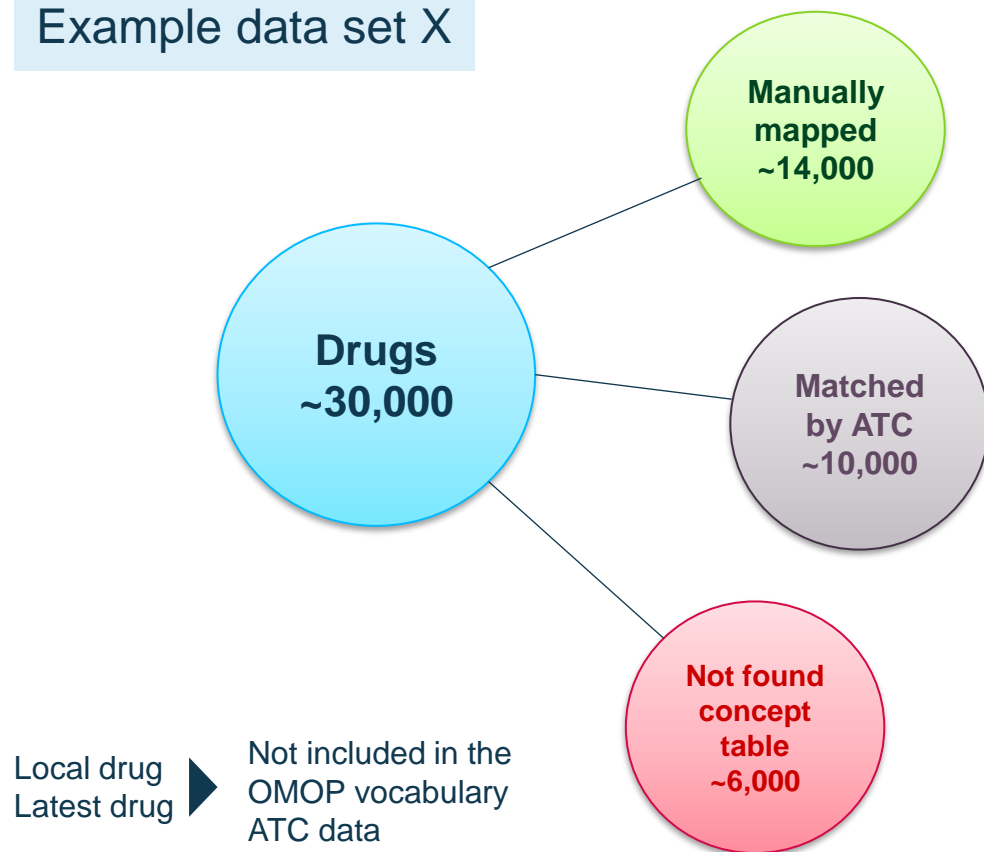 Example data set X
Manually
mapped
~14,000
Drugs
~30,000
Matched
by ATC
~10,000
Not found
concept
table
~6,000
Local drug
Latest drug
Not included in the
OMOP vocabulary
ATC data